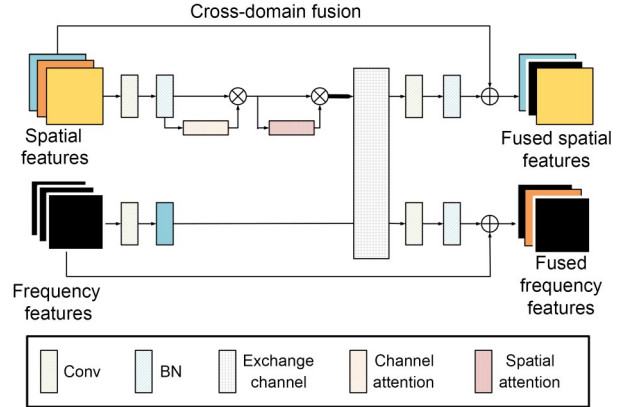 Cross-domain fusion
Spatial
features
Fused spatial
features
Frequency
features
Fused
frequency
features
Conv
BN
Exchange
channel
Channel
attention
Spatial
attention